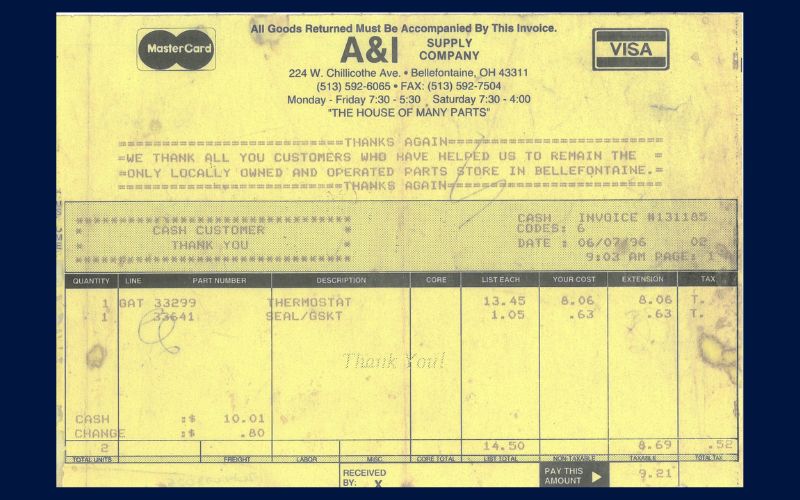 MasterCard
All Goods Returned Must Be Accompanied By This Invoice.
A&I SUPPLY COMPANY
VISA
224 W. Chillicothe Ave. • Bellefontaine, OH 43311
(513) 592-6065 • FAX: (513) 592-7504
Monday - Friday 7:30 - 5:30 Saturday 7:30 - 4:00
"THE HOUSE OF MANY PARTS"
=THANKS AGAIN=
=WE THANK ALL YOU CUSTOMERS WHO HAVE HELPED US TO REMAIN THE =
=ONLY LOCALLY OWNED AND OPERATED PARTS STORE IN BELLEFONTAINE.=
=THANKS AGAIN=
CASH INVOICE #131185
* CASH CUSTOMER * CODES: 6
* THANK YOU * DATE : 06/07/96 02
9:03 AM PAGE: 1
QUANTITY LINE PART NUMBER DESCRIPTION CORE LIST EACH YOUR COST EXTENSION TAX
1 GAT 33299 THERMOSTAT 13.45 8.06 8.06 T.
1 33641 SEAL/GSKT 1.05 .63 .63 T.
Thank You!
CASH :$ 10.01
CHANGE :$ .80
2 14.50 8.69 .52
TOTAL UNITS FREIGHT LABOR MISC. CORE TOTAL LIST TOTAL NON-TAXABLE TAXABLE TOTAL TAX
RECEIVED BY: X PAY THIS AMOUNT 9.21